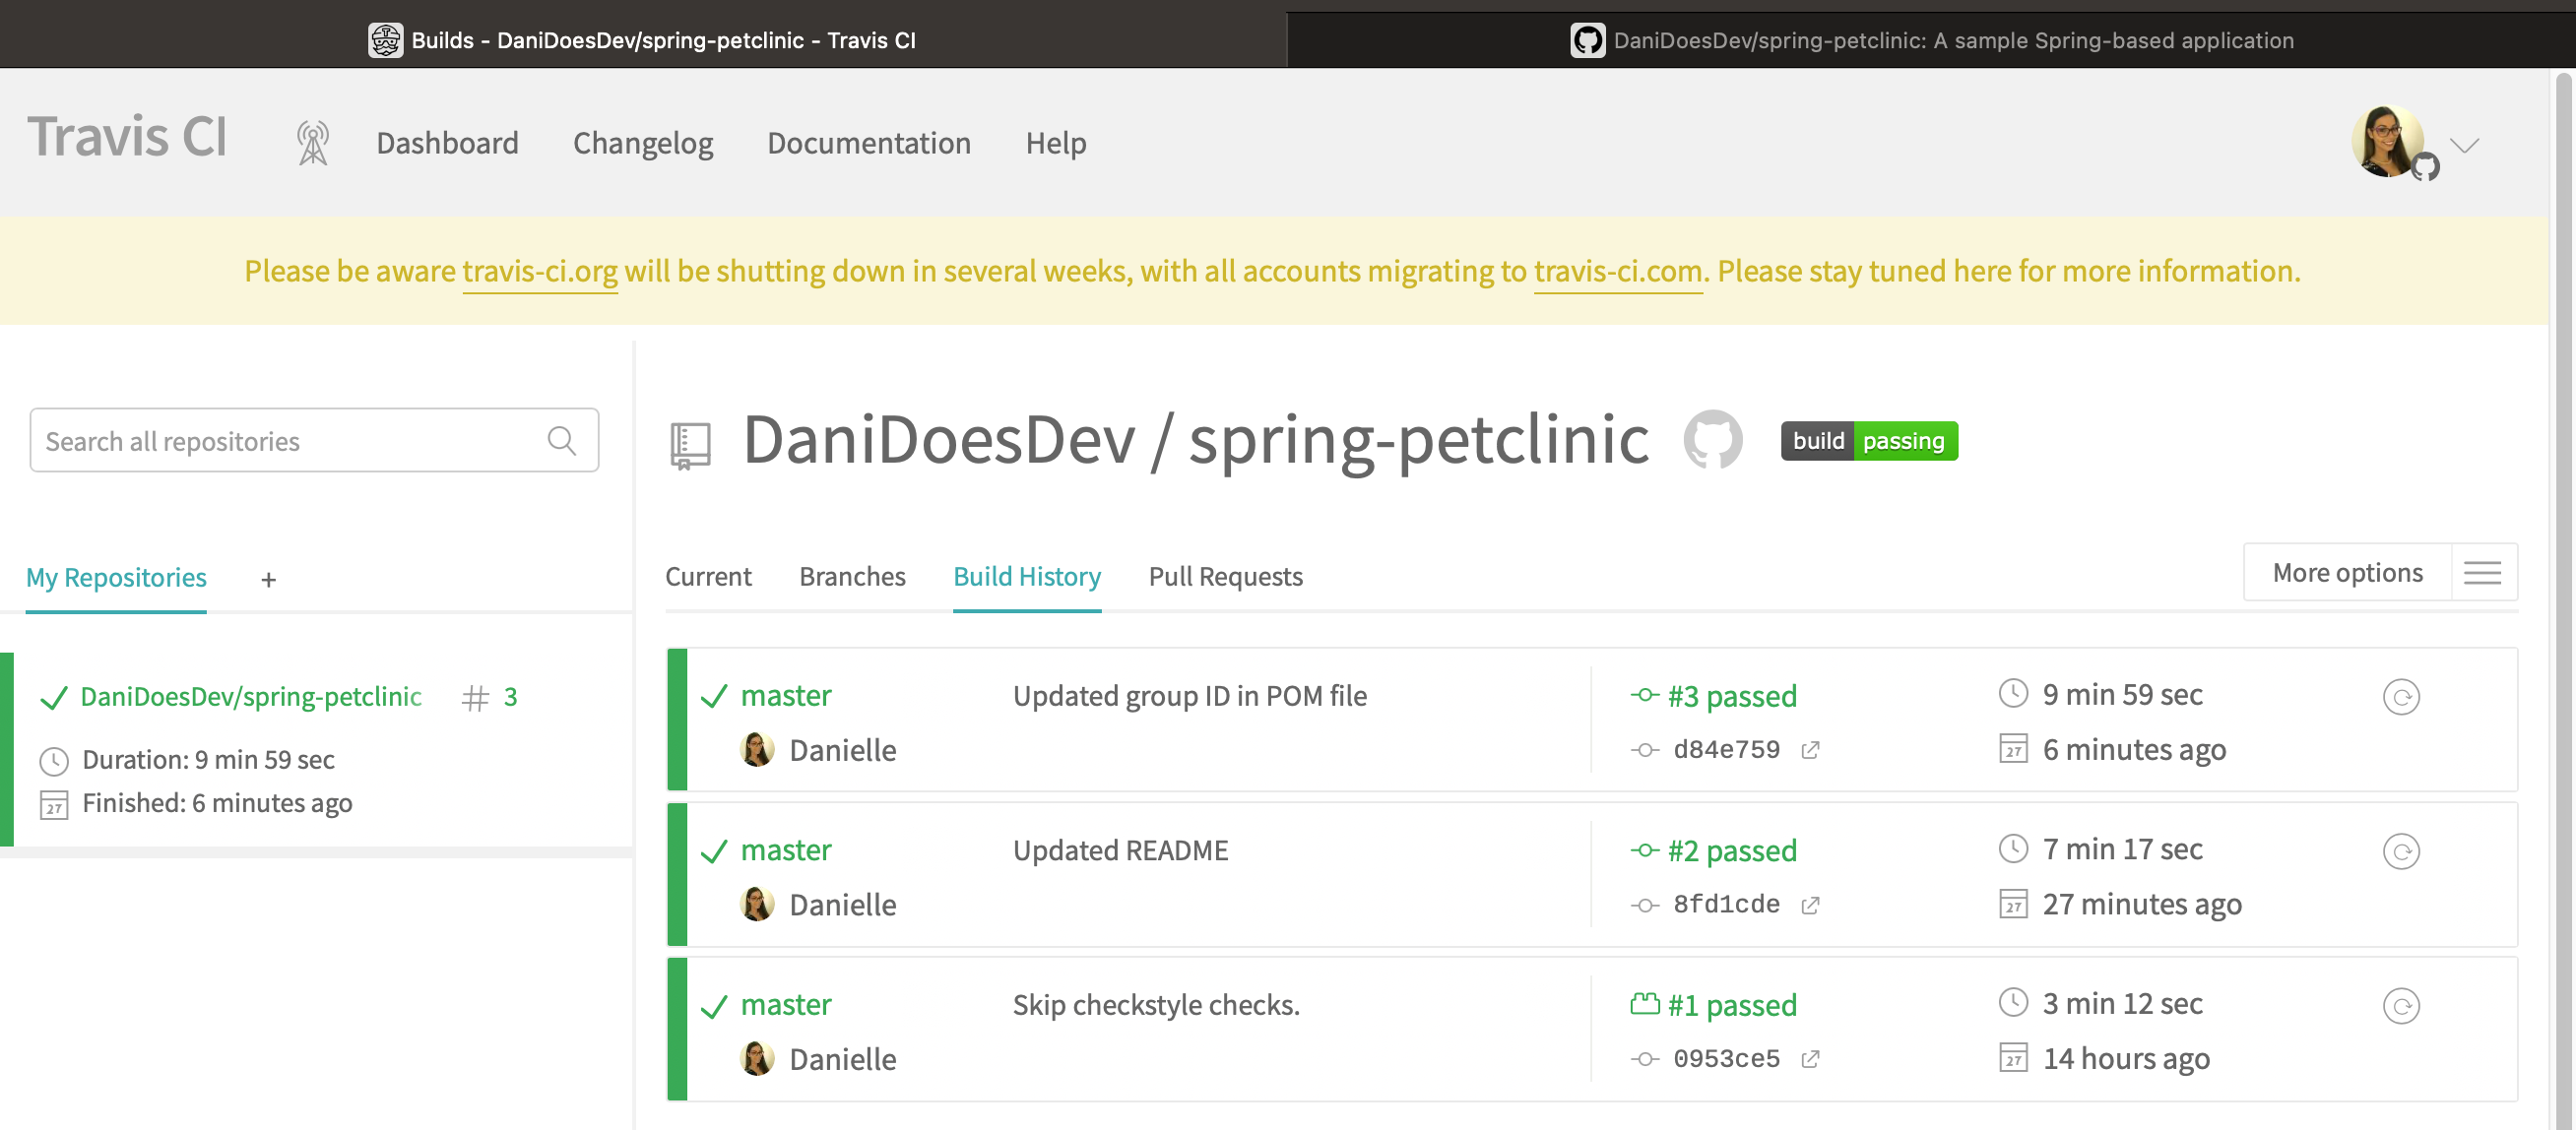 Builds - DaniDoesDev/spring-petclinic - Travis CI
DaniDoesDev/spring-petclinic: A sample Spring-based application
Travis CI
Dashboard
Changelog
Documentation
Help
Please be aware travis-ci.org will be shutting down in several weeks, with all accounts migrating to travis-ci.com. Please stay tuned here for more information.
Search all repositories
My Repositories
+
DaniDoesDev/spring-petclinic # 3
Duration: 9 min 59 sec
27 Finished: 6 minutes ago
DaniDoesDev / spring-petclinic
build passing
Current
Branches
Build History
Pull Requests
More options
master
Updated group ID in POM file
#3 passed
9 min 59 sec
Danielle
d84e759
27 6 minutes ago
master
Updated README
#2 passed
7 min 17 sec
Danielle
8fd1cde
27 27 minutes ago
master
Skip checkstyle checks.
#1 passed
3 min 12 sec
Danielle
0953ce5
27 14 hours ago